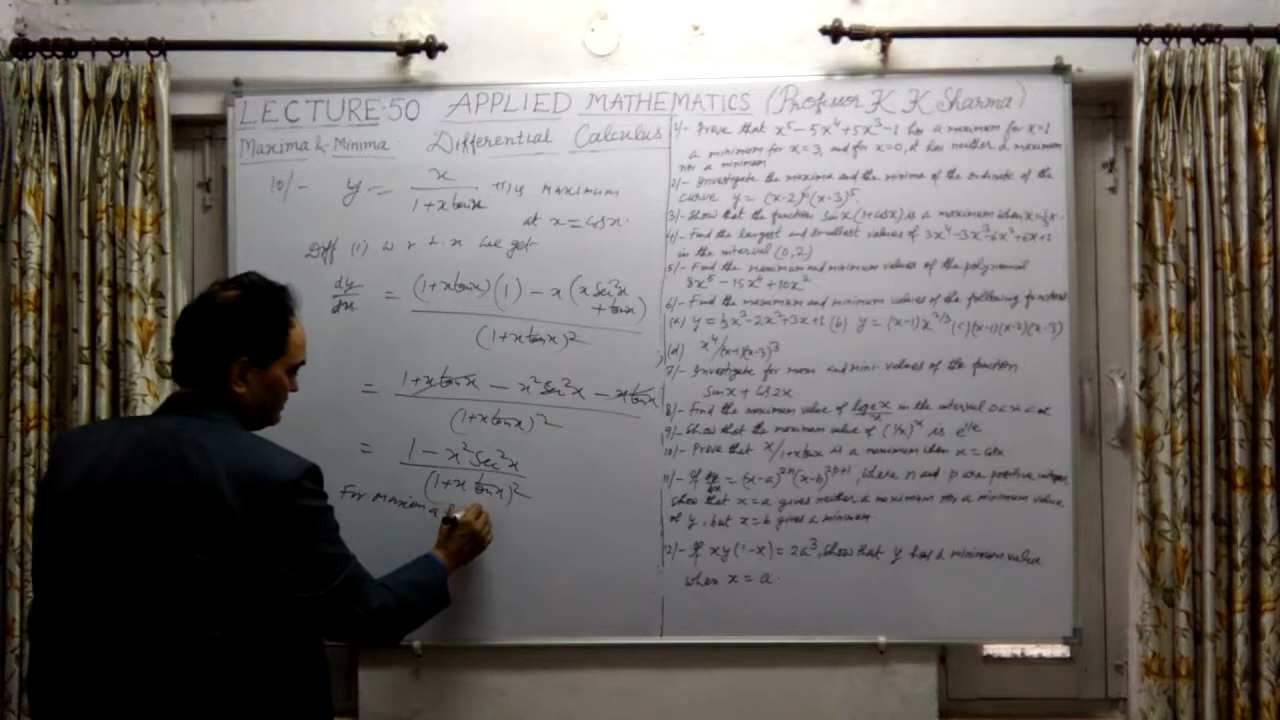 LECTURE-50 APPLIED MATHEMATICS (Professor K K Sharma)
Maxima & Minima Differential Calculus
10/- y = x/(1+x tan x) this maximum
at x = cos x.
Diff (1) w r t. x we get
dy/dx = ((1+x tan x)(1) - x(x sec²x + tan x))/(1+x tan x)²
= (1+x tan x - x² sec²x - x tan x)/(1+x tan x)²
= (1 - x² sec²x)/(1+x tan x)²
For maxima &
1/- Prove that x⁵ - 5x⁴ + 5x³ - 1 has a maximum for x=1
a minimum for x=3, and for x=0, it has neither a maximum
nor a minimum
2/- Investigate the maxima and the minima of the ordinate of the
curve y = (x-2)⁶(x-3)⁵.
3/- Show that the function sin x (1+cos x) is a maximum when x=⅓π.
4/- Find the largest and smallest values of 3x⁴-3x³-6x²+6x+1
in the interval (0,2)
5/- Find the maximum and minimum values of the polynomial
8x⁵ - 15x⁴ + 10x²
6/- Find the maximum and minimum values of the following functions
(a) y = ⅓x³-2x²+3x+1 (b) y = (x-1)x^2/3 (c) (x-1)(x-2)(x-3)
(d) x⁴/(x-1)(x-3)³
7/- Investigate for max and mini. values of the function
sin x + cos 2x.
8/- Find the maximum value of log x/x in the interval 0<x<∞
9/- Show that the maximum value of (1/x)^x is e^1/e
10/- Prove that x/1+x tan x is a maximum when x = cos x
11/- If dy/dx = (x-a)^2n (x-b)^2p+1, where n and p are positive integers
show that x=a gives neither a maximum nor a minimum value
of y, but x=b gives a minimum.
12/- If xy( -x) = 2a³, show that y has a minimum value
when x = a.